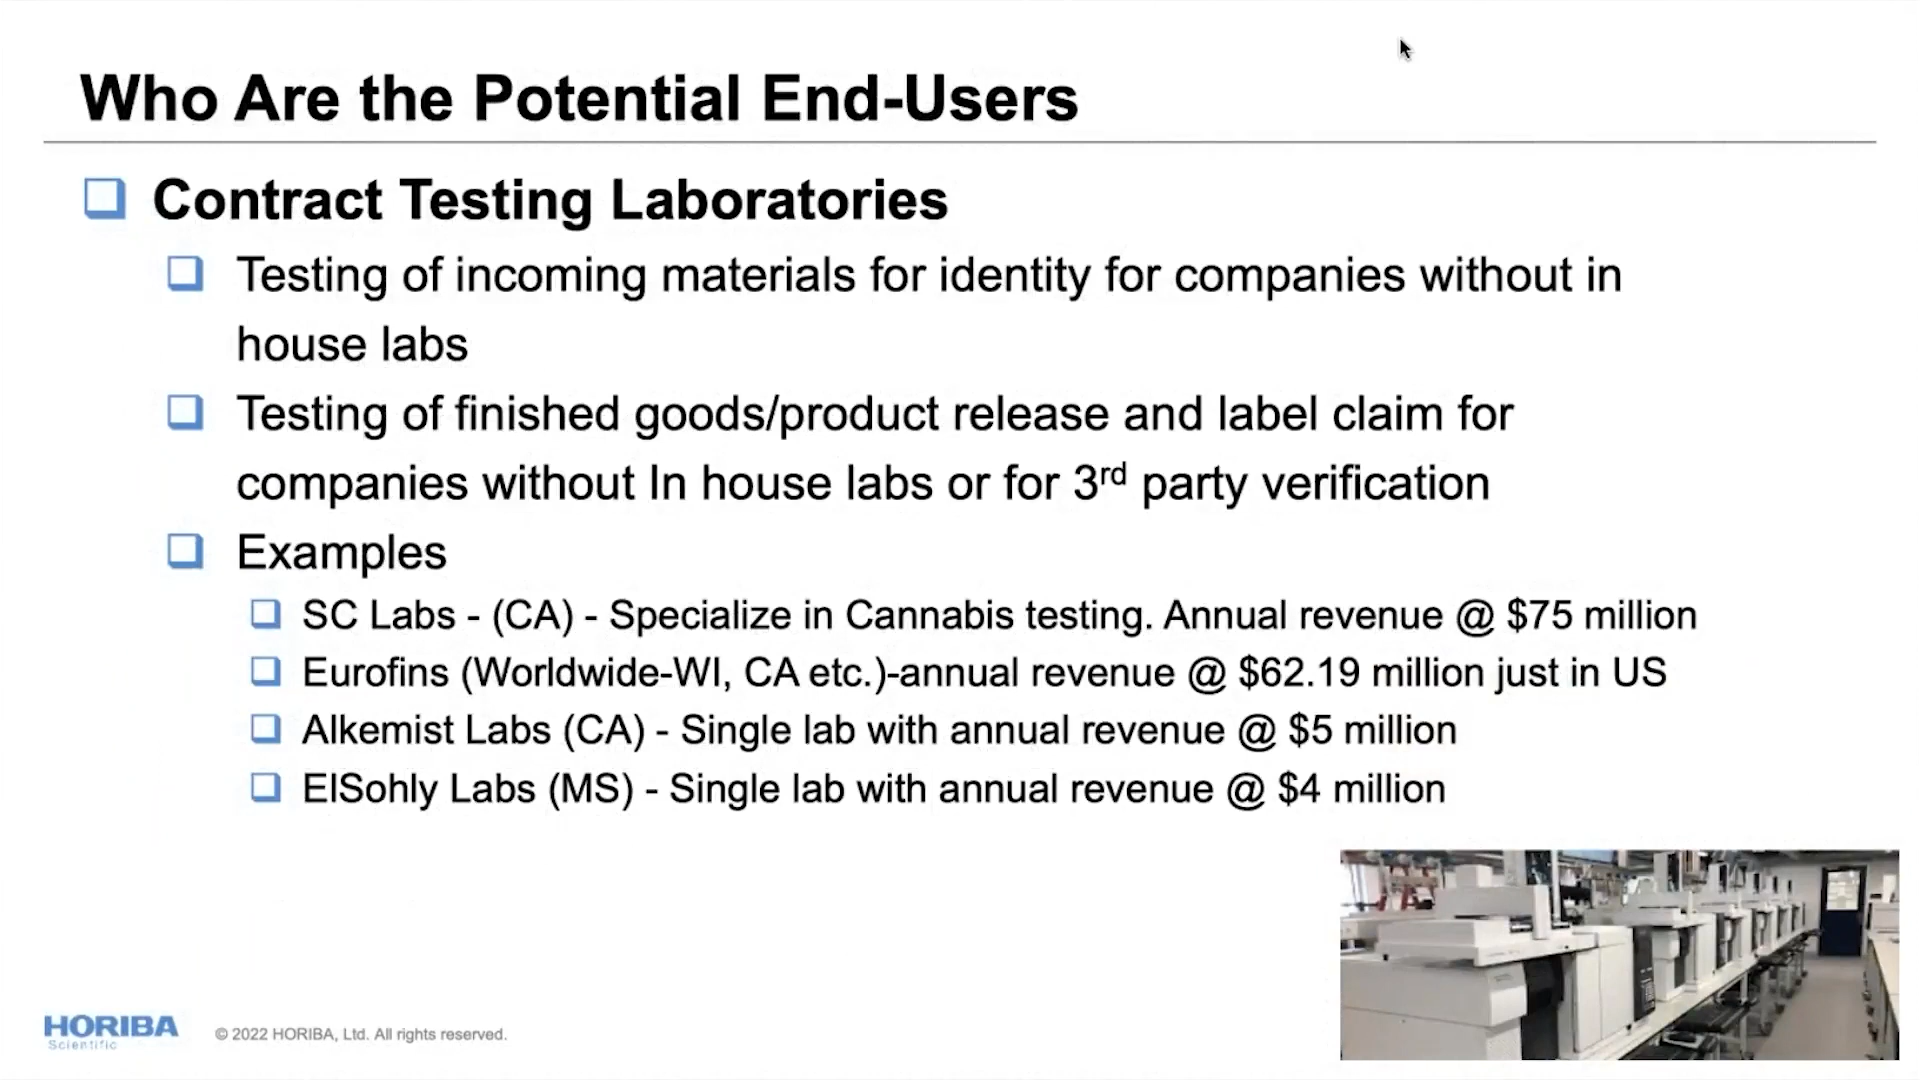 Who Are the Potential End-Users
Contract Testing Laboratories
Testing of incoming materials for identity for companies without in
house labs
Testing of finished goods/product release and label claim for
companies without In house labs or for 3rd party verification
Examples
SC Labs - (CA) - Specialize in Cannabis testing. Annual revenue @ $75 million
Eurofins (Worldwide-WI, CA etc.)-annual revenue @ $62.19 million just in US
Alkemist Labs (CA) - Single lab with annual revenue @ $5 million
ElSohly Labs (MS) - Single lab with annual revenue @ $4 million
HORIBA
Scientific
© 2022 HORIBA, Ltd. All rights reserved.